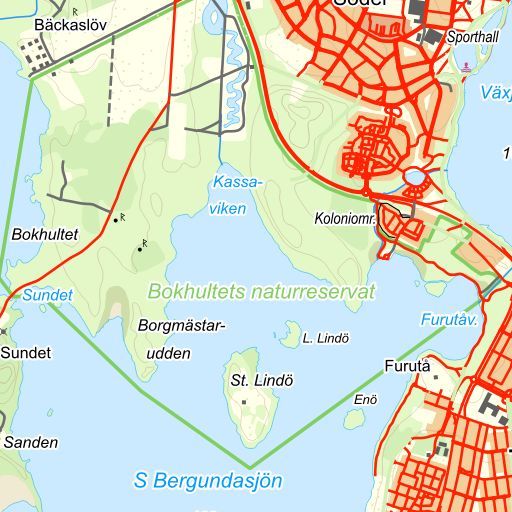 Söder
Bäckaslöv
Sporthall
Växj
1
Kassa-
viken
Koloniomr.
Bokhultet
Bokhultets naturreservat
Sundet
Borgmästar-
udden
Furutåv.
L. Lindö
Sundet
St. Lindö
Furutå
Enö
Sanden
S Bergundasjön